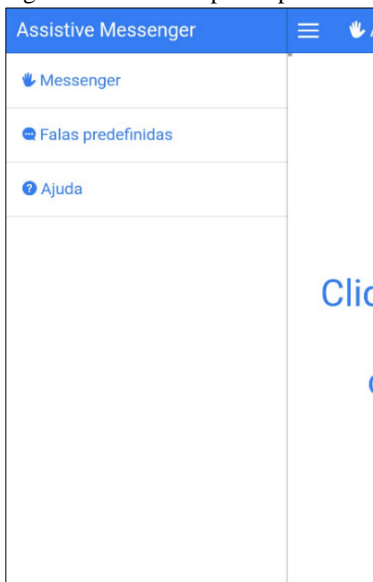 Assistive Messenger
Messenger
Falas predefinidas
Ajuda
Clic